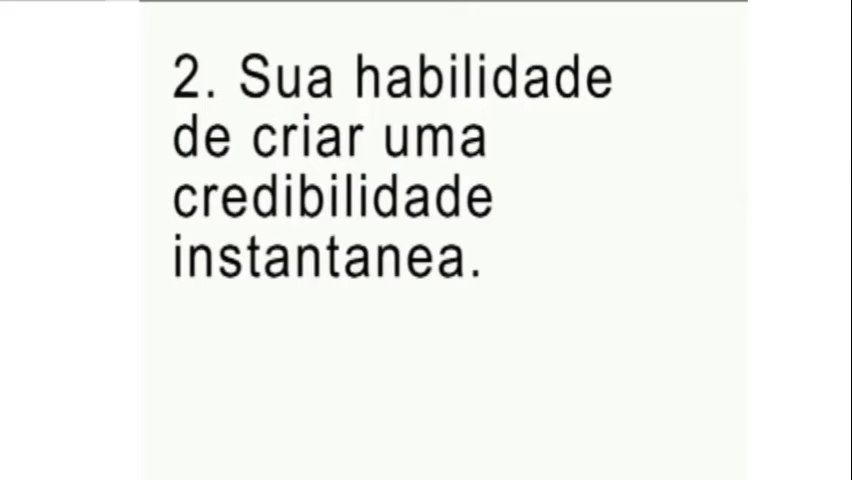 2. Sua habilidade
de criar uma
credibilidade
instantanea.